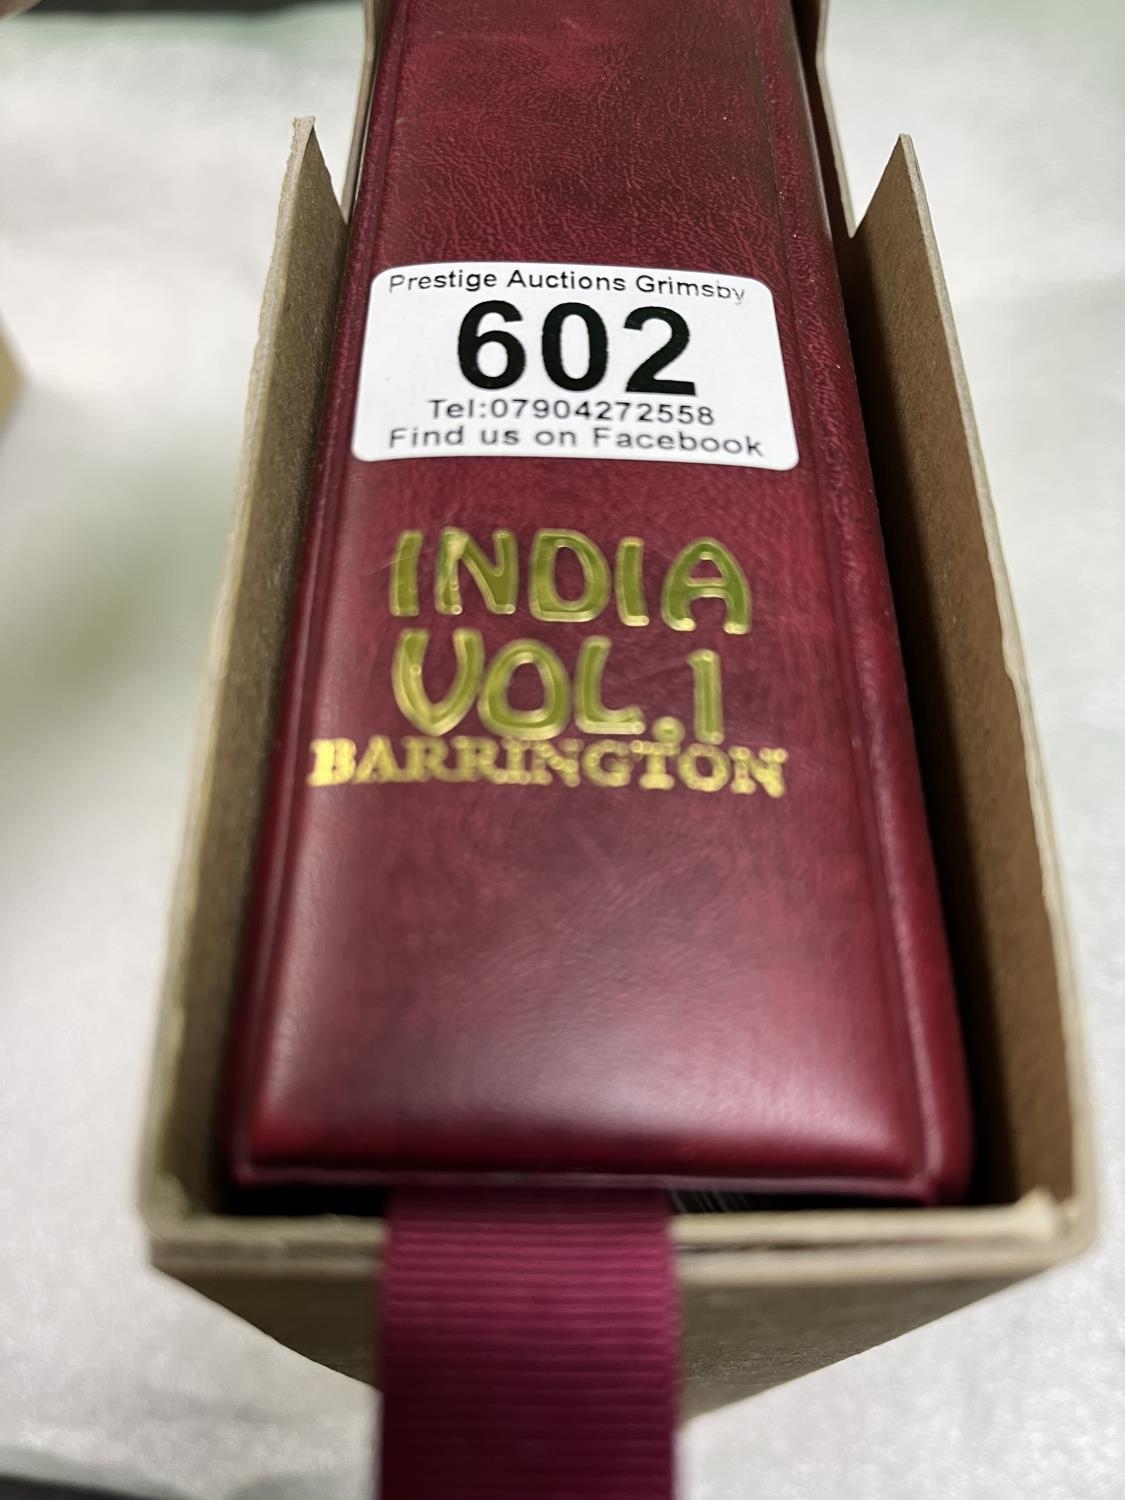 Prestige Auctions Grimsby
602
Tel:07904272558
Find us on Facebook
INDIA
VOL.1
BARRINGTON